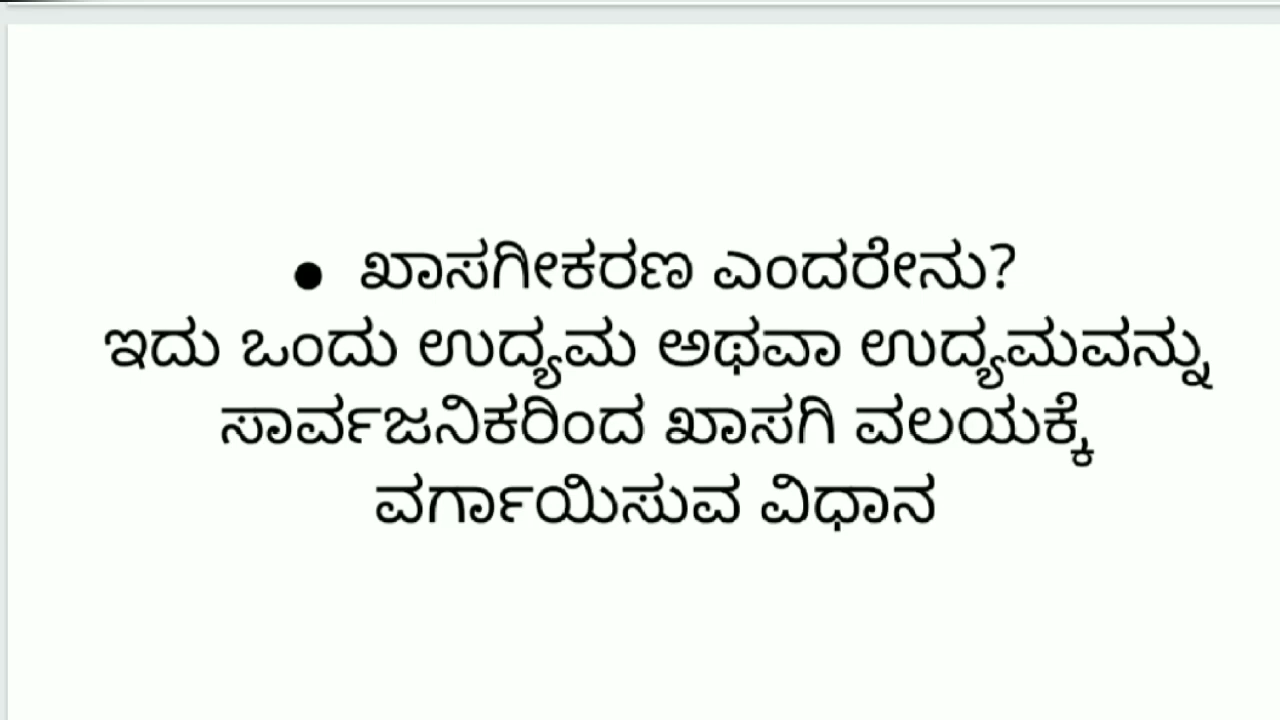 ● ಖಾಸಗೀಕರಣ ಎಂದರೇನು?
ಇದು ಒಂದು ಉದ್ಯಮ ಅಥವಾ ಉದ್ಯಮವನ್ನು
ಸಾರ್ವಜನಿಕರಿಂದ ಖಾಸಗಿ ವಲಯಕ್ಕೆ
ವರ್ಗಾಯಿಸುವ ವಿಧಾನ